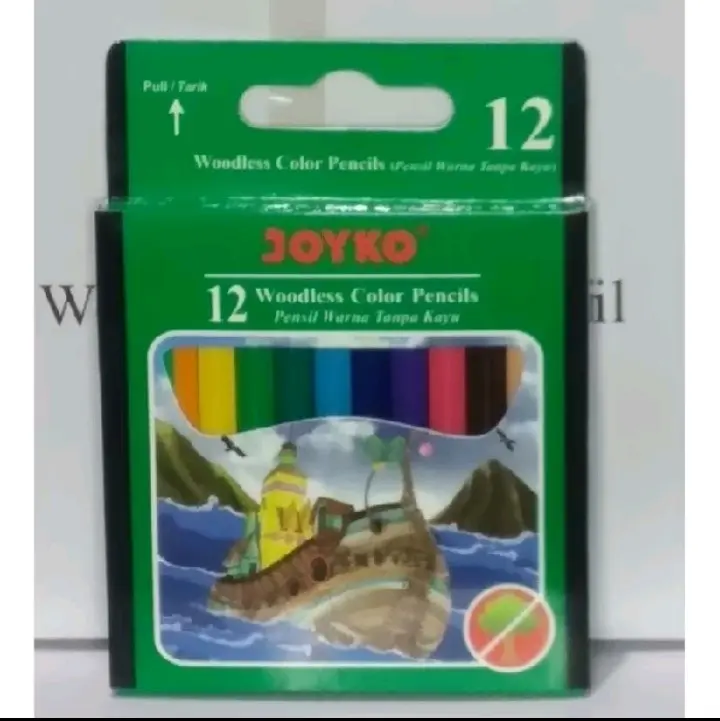 Pull / Tarik
12
Woodless Color Pencils (Pensil Warna Tanpa Kayu)
JOYKO
12 Woodless Color Pencils
Pensil Warna Tanpa Kayu